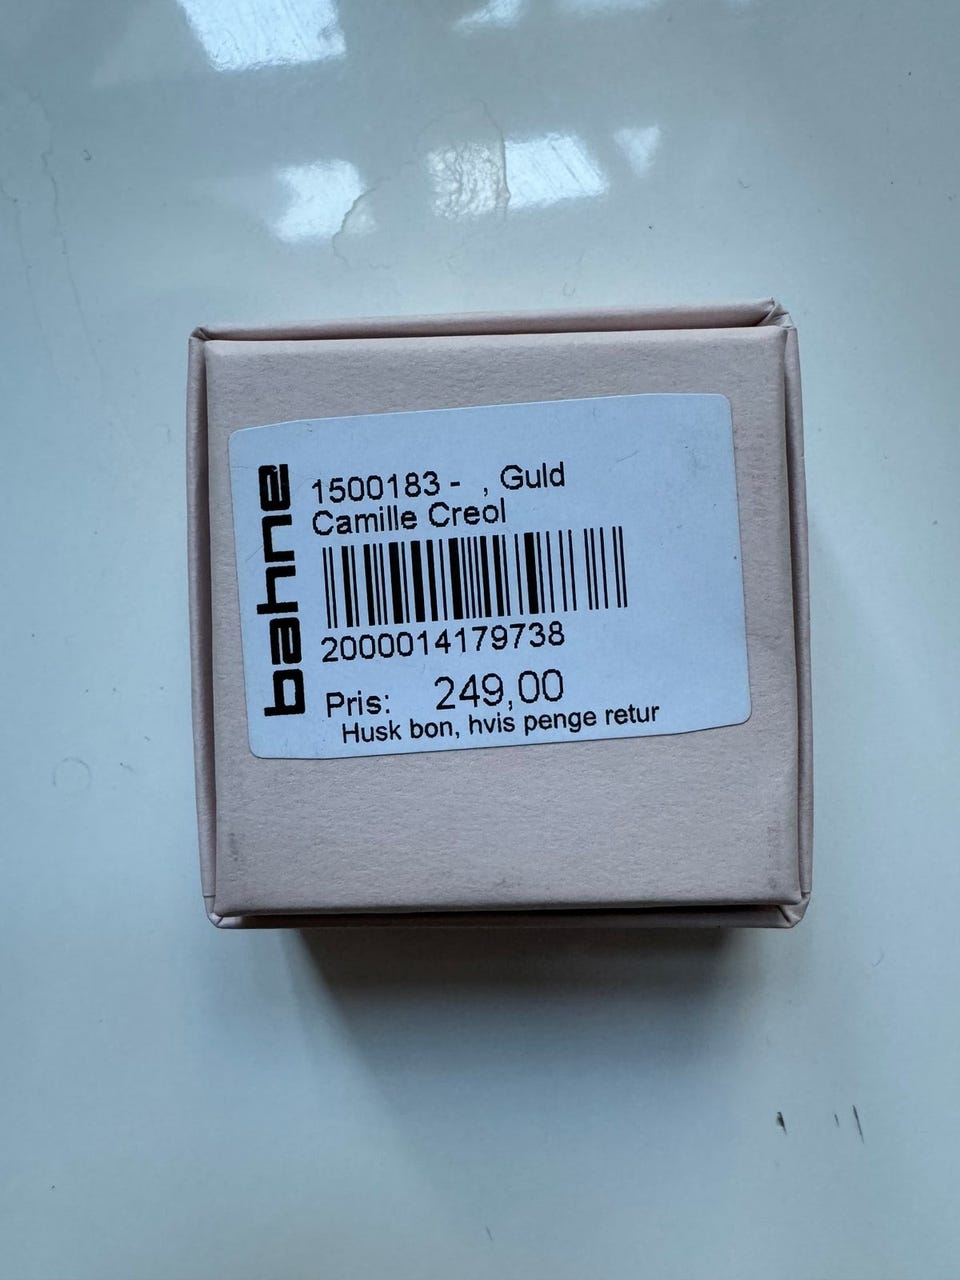 bahne
1500183 - , Guld
Camille Creol
2000014179738
Pris: 249,00
Husk bon, hvis penge retur